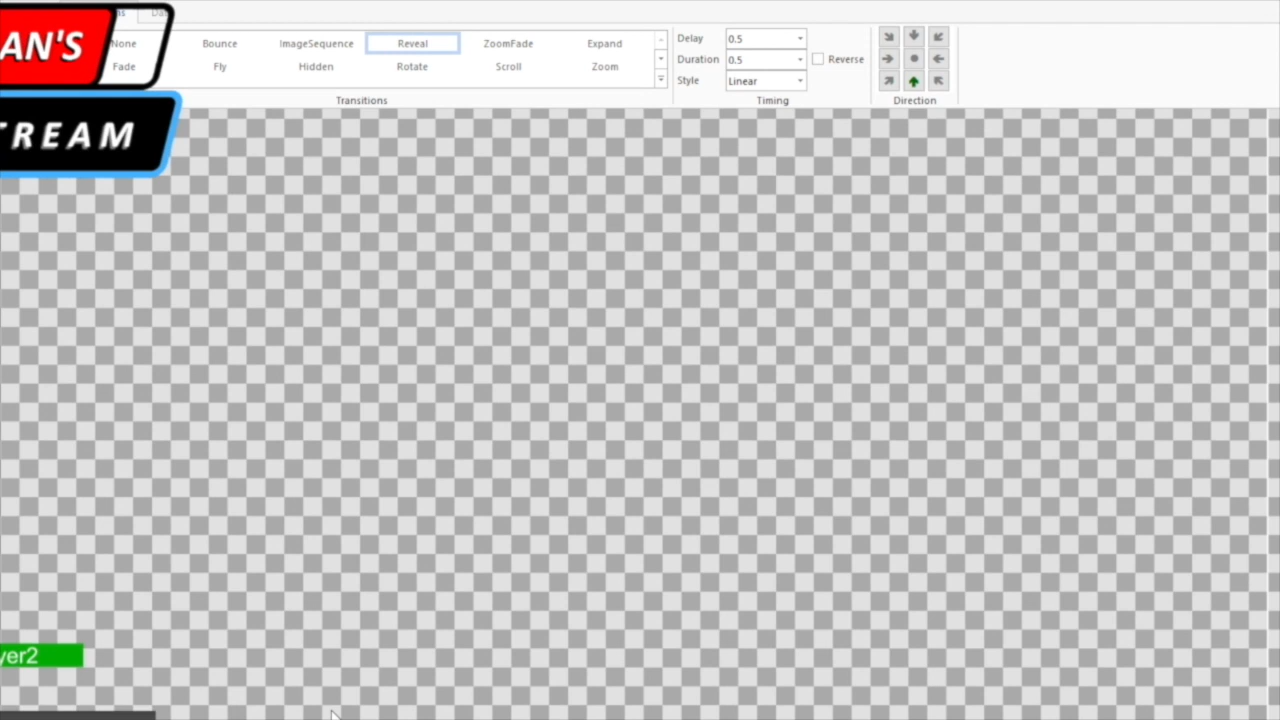 AN'S
TREAM
None
Bounce
ImageSequence
Reveal
ZoomFade
Expand
Fade
Fly
Hidden
Rotate
Scroll
Zoom
Transitions
Delay 0.5
Duration 0.5
Reverse
Style Linear
Timing
Direction
yer2